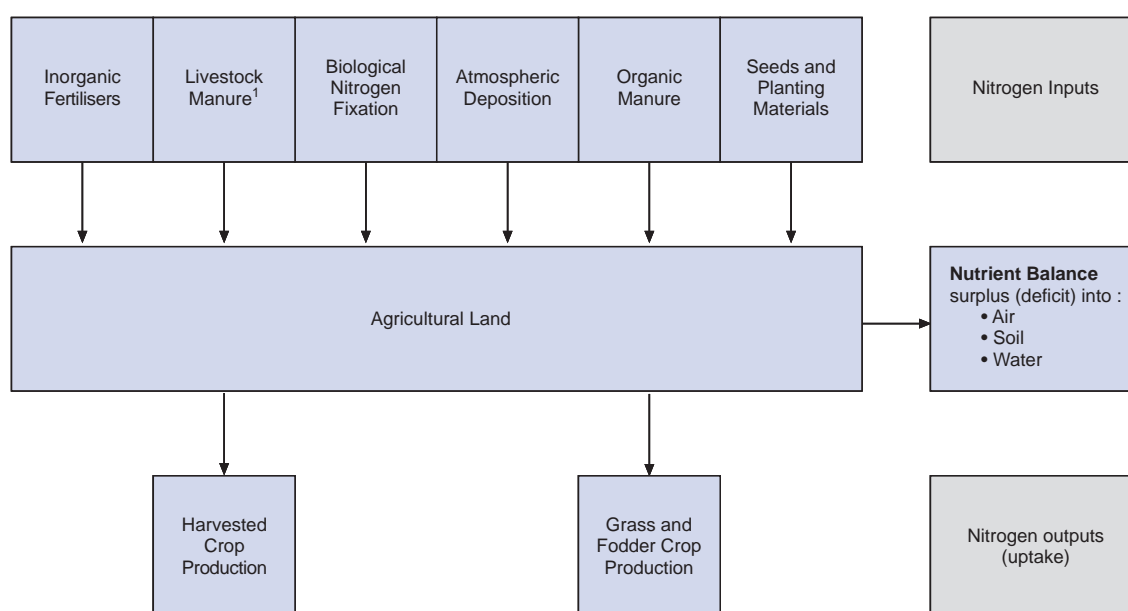 Inorganic
Fertilisers
Livestock
Manure1
Biological
Nitrogen
Fixation
Atmospheric
Deposition
Organic
Manure
Seeds and
Planting
Materials
Nitrogen Inputs
Agricultural Land
Nutrient Balance
surplus (deficit) into :
• Air
• Soil
• Water
Harvested
Crop
Production
Grass and
Fodder Crop
Production
Nitrogen outputs
(uptake)